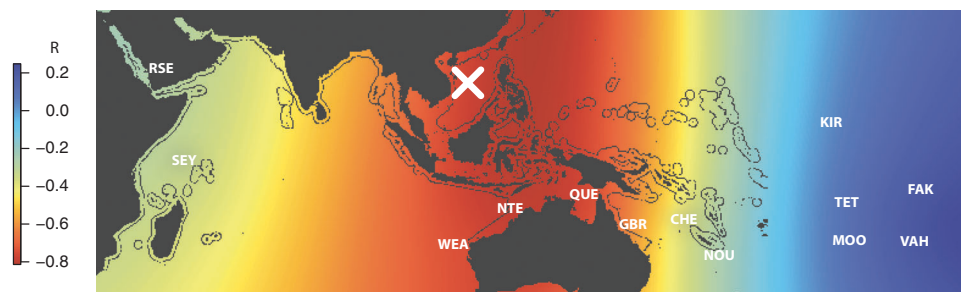 R
0.2
0.0
−0.2
−0.4
−0.6
−0.8
RSE
SEY
KIR
QUE
NTE
WEA
GBR
CHE
NOU
TET
FAK
MOO
VAH